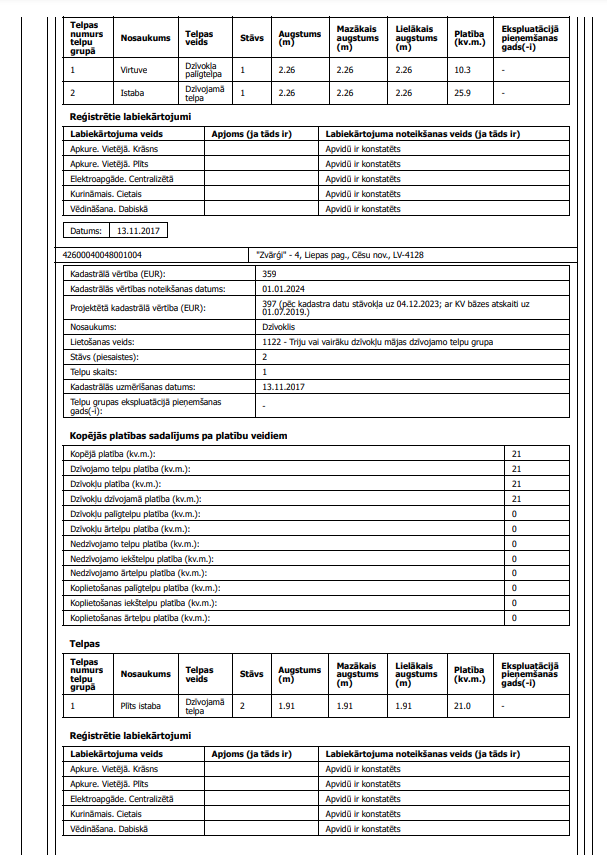 Telpas numurs telpu grupā Nosaukums Telpas veids Stāvs Augstums (m) Mazākais augstums (m) Lielākais augstums (m) Platība (kv.m.) Ekspluatācijā pieņemšanas gads(-i)
1 Virtuve Dzīvokļa palīgtelpa 1 2.26 2.26 2.26 10.3 -
2 Istaba Dzīvojamā telpa 1 2.26 2.26 2.26 25.9 -
Reģistrētie labiekārtojumi
Labiekārtojuma veids Apjoms (ja tāds ir) Labiekārtojuma noteikšanas veids (ja tāds ir)
Apkure. Vietējā. Krāsns Apvidū ir konstatēts
Apkure. Vietējā. Plīts Apvidū ir konstatēts
Elektroapgāde. Centralizētā Apvidū ir konstatēts
Kurināmais. Cietais Apvidū ir konstatēts
Vēdināšana. Dabiskā Apvidū ir konstatēts
Datums: 13.11.2017
42600040048001004 "Zvārģi" - 4, Liepas pag., Cēsu nov., LV-4128
Kadastrālā vērtība (EUR): 359
Kadastrālās vērtības noteikšanas datums: 01.01.2024
Projektētā kadastrālā vērtība (EUR): 397 (pēc kadastra datu stāvokļa uz 04.12.2023; ar KV bāzes atskaiti uz
01.07.2019.)
Nosaukums: Dzīvoklis
Lietošanas veids: 1122 - Triju vai vairāku dzīvokļu mājas dzīvojamo telpu grupa
Stāvs (piesaistes): 2
Telpu skaits: 1
Kadastrālās uzmērīšanas datums: 13.11.2017
Telpu grupas ekspluatācijā pieņemšanas
gads(-i): -
Kopējās platības sadalījums pa platību veidiem
Kopējā platība (kv.m.): 21
Dzīvojamo telpu platība (kv.m.): 21
Dzīvokļu platība (kv.m.): 21
Dzīvokļu dzīvojamā platība (kv.m.): 21
Dzīvokļu palīgtelpu platība (kv.m.): 0
Dzīvokļu ārtelpu platība (kv.m.): 0
Nedzīvojamo telpu platība (kv.m.): 0
Nedzīvojamo iekštelpu platība (kv.m.): 0
Nedzīvojamo ārtelpu platība (kv.m.): 0
Koplietošanas palīgtelpu platība (kv.m.): 0
Koplietošanas iekštelpu platība (kv.m.): 0
Koplietošanas ārtelpu platība (kv.m.): 0
Telpas
Telpas numurs telpu grupā Nosaukums Telpas veids Stāvs Augstums (m) Mazākais augstums (m) Lielākais augstums (m) Platība (kv.m.) Ekspluatācijā pieņemšanas gads(-i)
1 Plīts istaba Dzīvojamā telpa 2 1.91 1.91 1.91 21.0 -
Reģistrētie labiekārtojumi
Labiekārtojuma veids Apjoms (ja tāds ir) Labiekārtojuma noteikšanas veids (ja tāds ir)
Apkure. Vietējā. Krāsns Apvidū ir konstatēts
Apkure. Vietējā. Plīts Apvidū ir konstatēts
Elektroapgāde. Centralizētā Apvidū ir konstatēts
Kurināmais. Cietais Apvidū ir konstatēts
Vēdināšana. Dabiskā Apvidū ir konstatēts